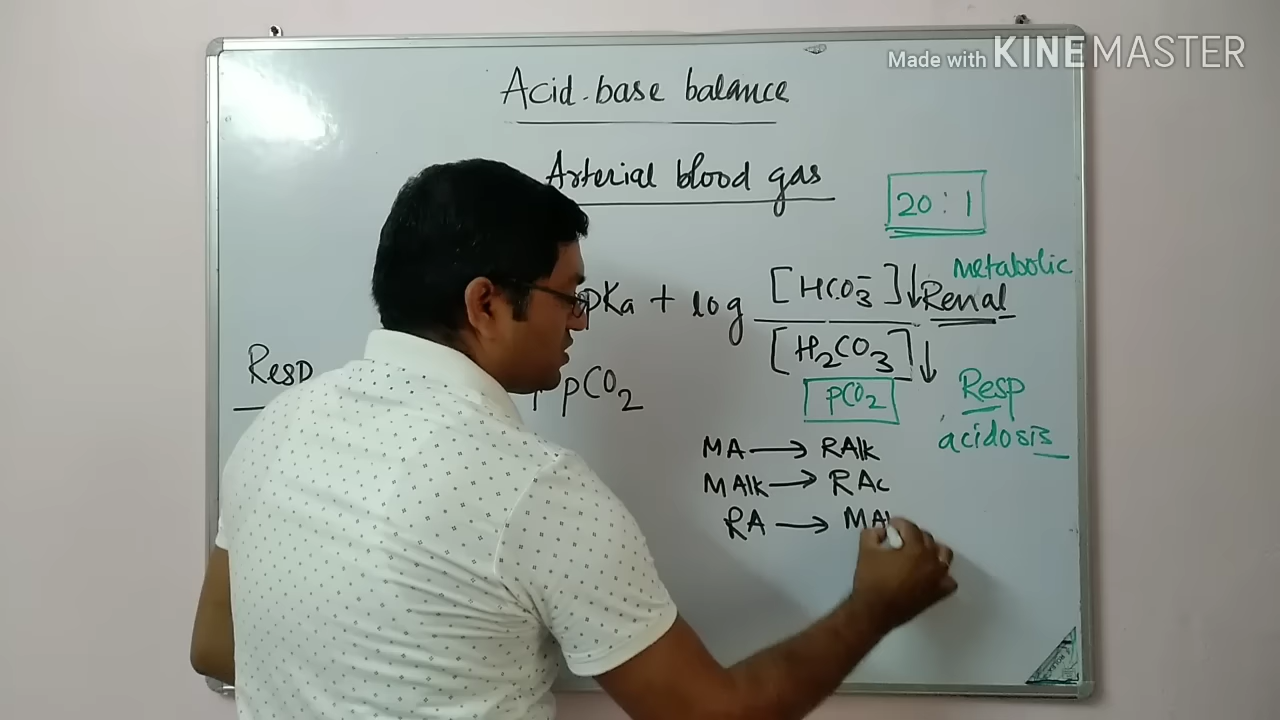 Made with KINEMASTER
Acid-base balance
Arterial blood gas
20 : 1
metabolic
pKa + log [HCO3⁻] ↓ Renal
[H2CO3] ↓
Resp
pCO2
pCO2
Resp
acidosis
MA → RAlk
MAlk → RAc
RA → MAl